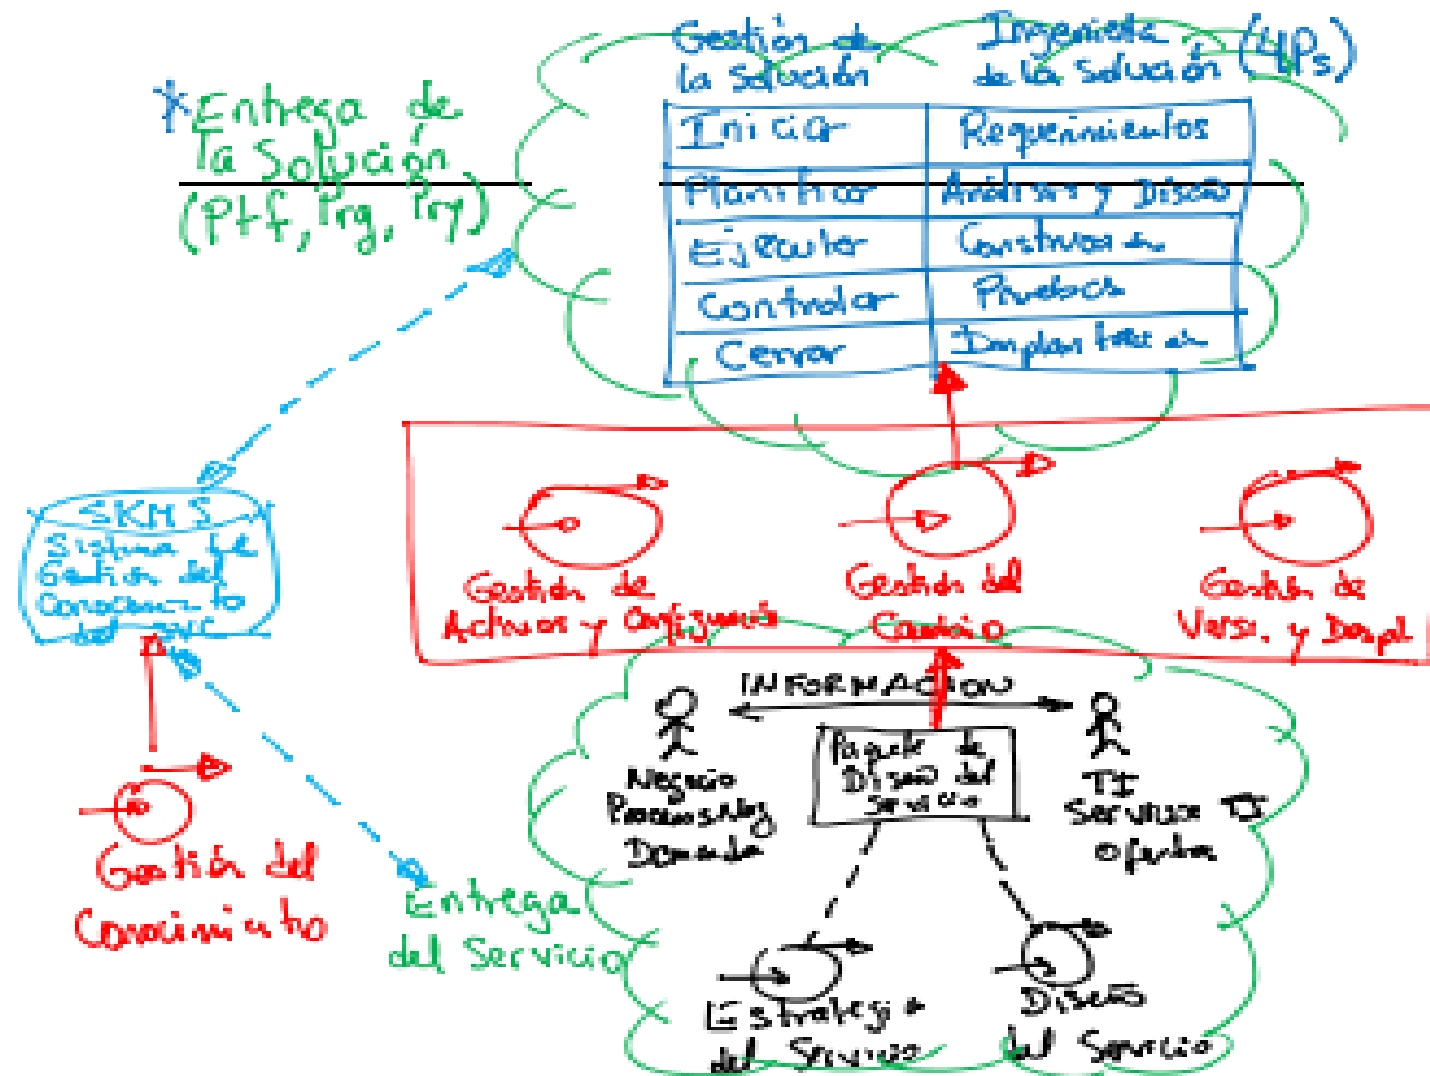 Gestión de
la Solución
Ingeniería (4Ps)
de la Solución
*Entrega de
la Solución
(Ptf, Prg, Pry)
Iniciar Requerimientos
Planificar Análisis y Diseño
Ejecutar
Controlar Pruebas
Cerrar
SKMS
Sistema de
Gestión del
Conocimiento
del
Gestión de
Activos y
Gestión del
Cambio
Gestión de
Vers. y Despl
INFORMACION
Negocio
Demanda
Paquete de
Diseño del
Servicio
TI
Servicios TI
Oferta
Gestión del
Conocimiento
Entrega
del Servicio
Estrategia
del Servicio
Diseño
del Servicio